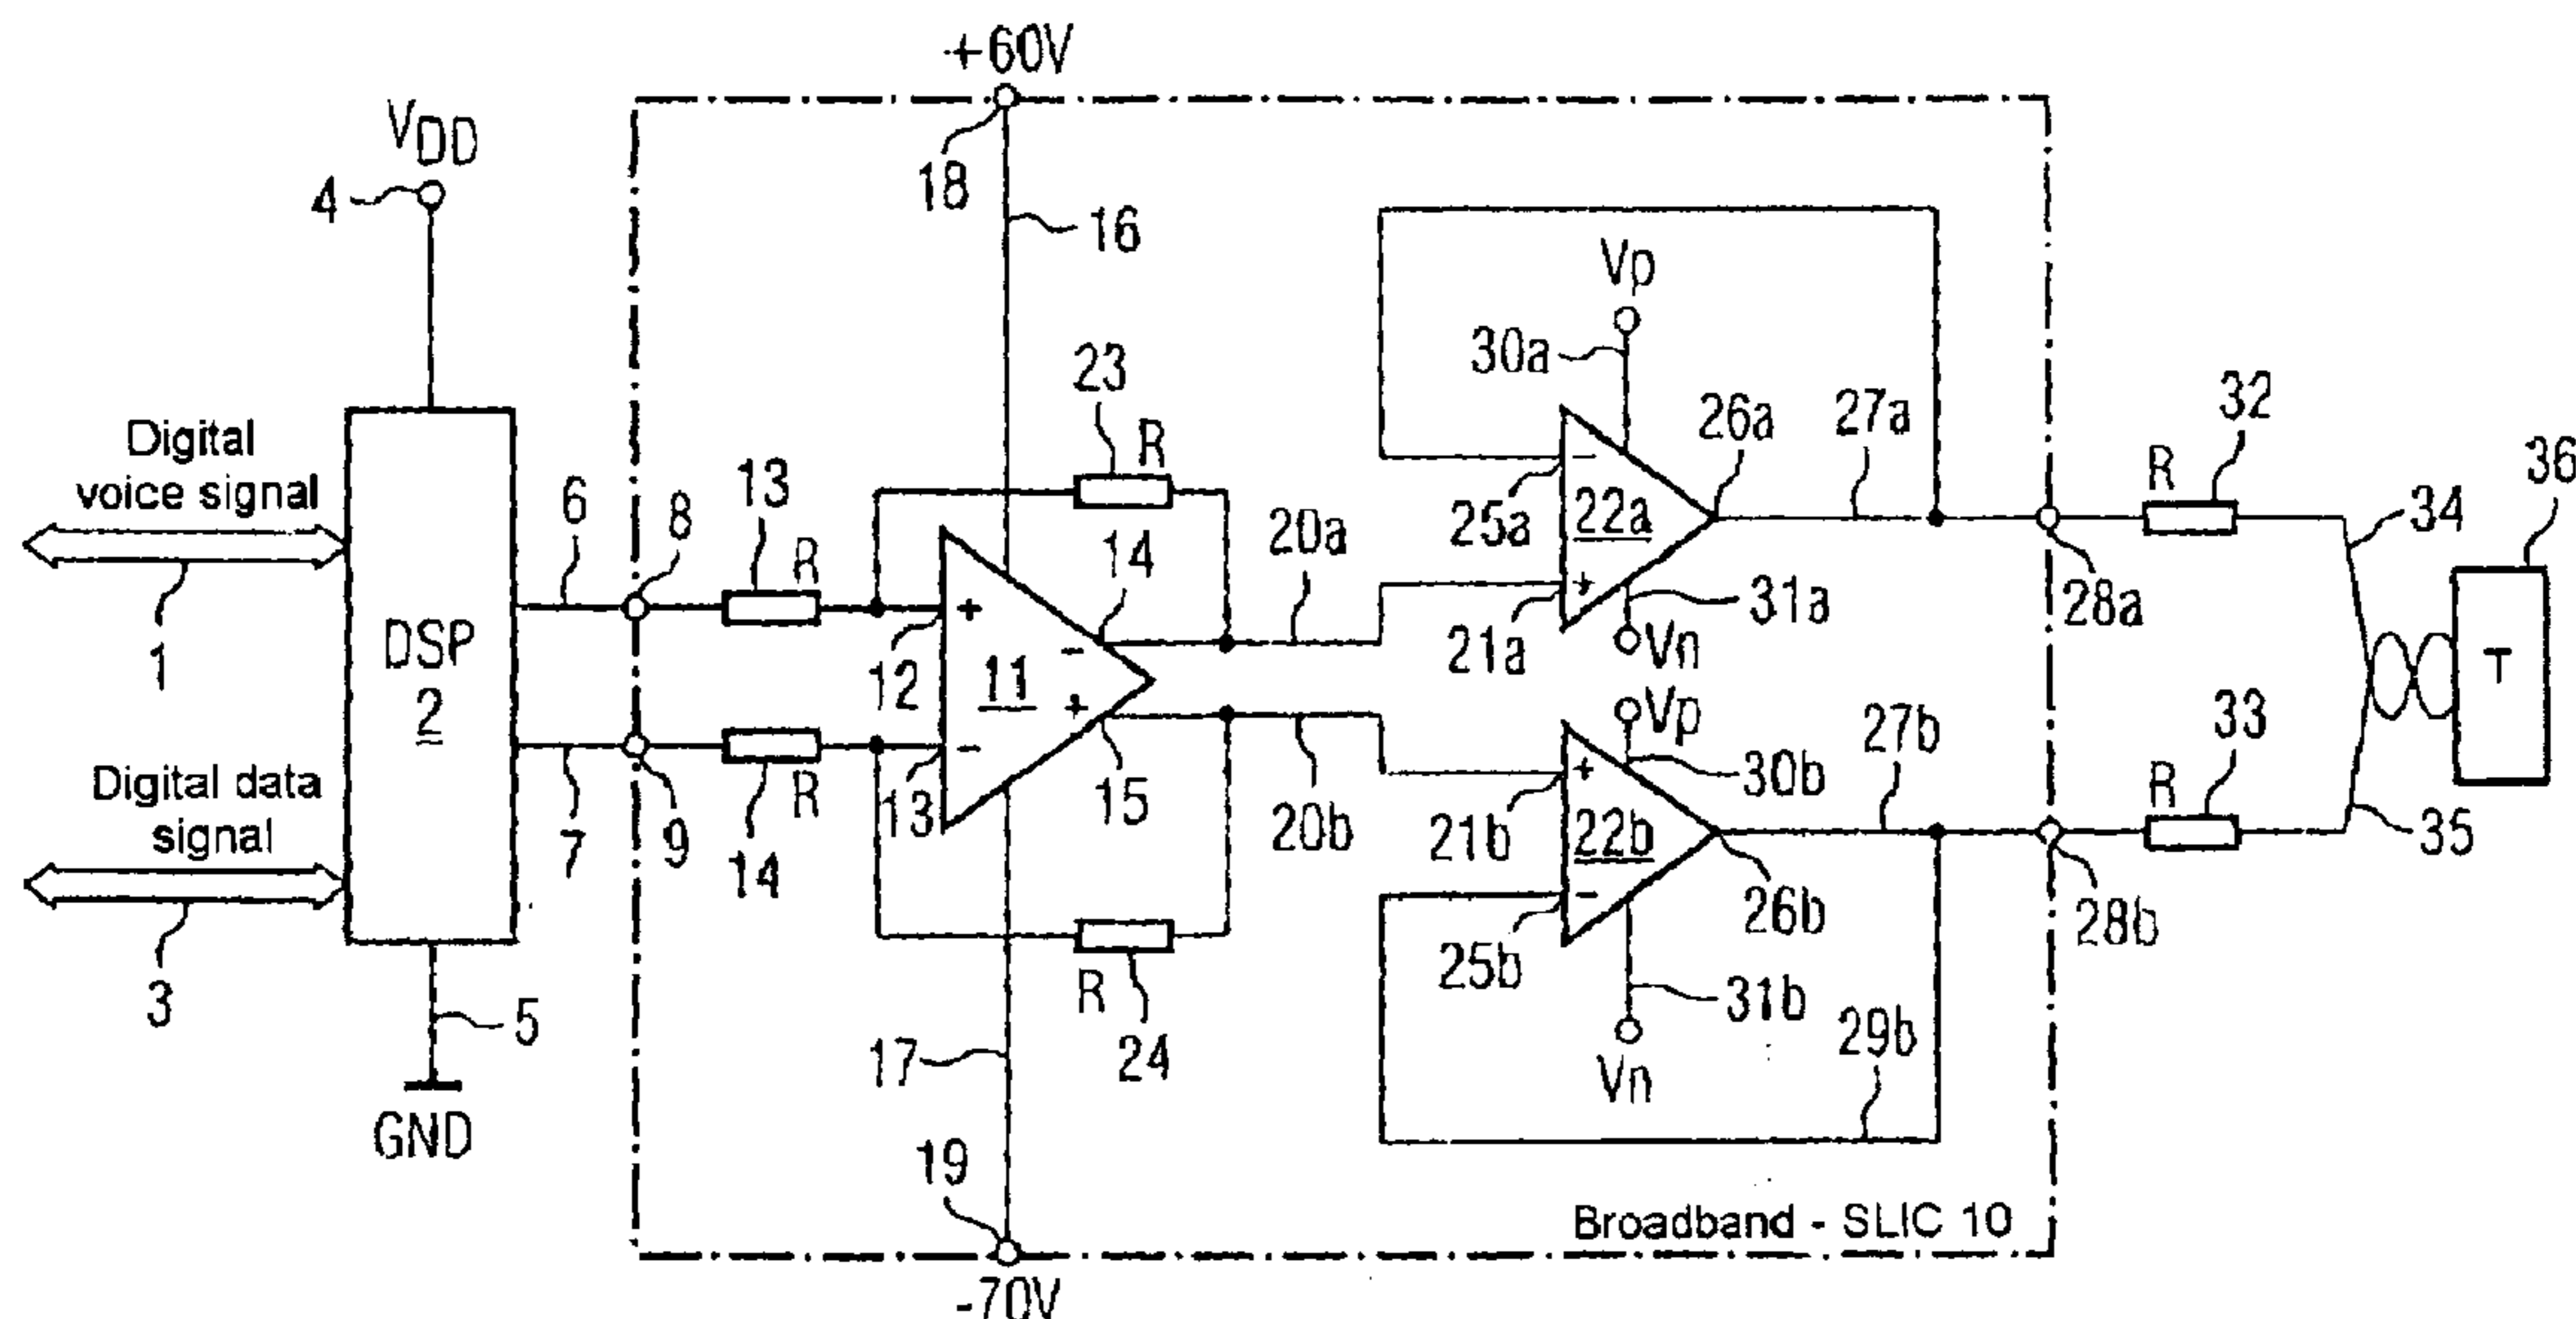 +60V
VDD
4
18
16
Vp
30a
23
R
26a
27a
32
R
36
Digital
voice signal
13
R
6
8
25a
22a
34
20a
14
1
DSP
2
12
+
-
11
+
-
13
15
21a
31a
Vn
28a
T
Vp
30b
27b
33
R
Digital data
signal
7
9
14
R
20b
21b
22b
26b
28b
35
25b
31b
3
5
R
24
17
29b
Vn
GND
19
Broadband - SLIC 10
-70V